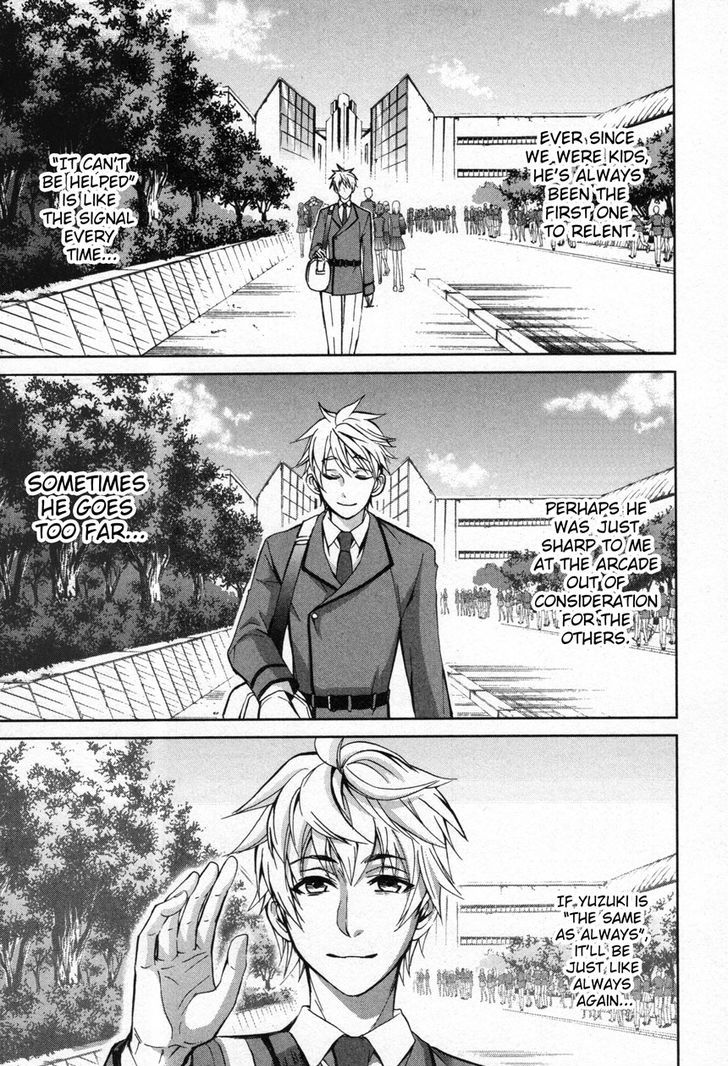 EVER SINCE
WE WERE KIDS,
HE'S ALWAYS
BEEN THE
FIRST ONE
TO RELENT.
"IT CAN'T
BE HELPED"
IS LIKE
THE SIGNAL
EVERY
TIME...
PERHAPS HE
WAS JUST
SHARP TO ME
AT THE ARCADE
OUT OF
CONSIDERATION
FOR THE
OTHERS.
SOMETIMES
HE GOES
TOO FAR...
IF YUZUKI IS
"THE SAME
AS ALWAYS",
IT'LL BE
JUST LIKE
ALWAYS
AGAIN...